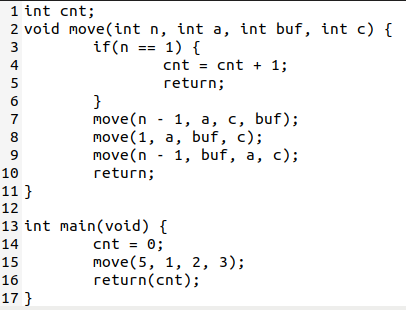 1 int cnt;
2 void move(int n, int a, int buf, int c) {
3         if(n == 1) {
4                 cnt = cnt + 1;
5                 return;
6         }
7         move(n - 1, a, c, buf);
8         move(1, a, buf, c);
9         move(n - 1, buf, a, c);
10         return;
11 }
12
13 int main(void) {
14         cnt = 0;
15         move(5, 1, 2, 3);
16         return(cnt);
17 }